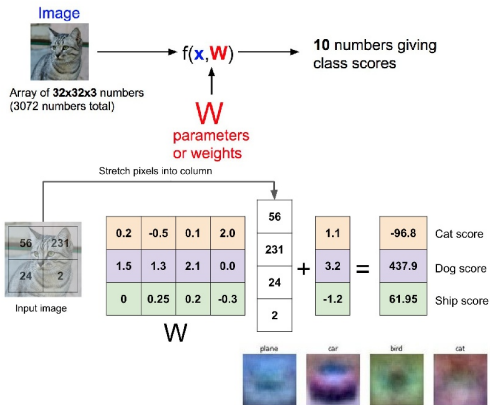 Image
f(x,W)
10 numbers giving
class scores
Array of 32x32x3 numbers
(3072 numbers total)
W
parameters
or weights
Stretch pixels into column
56 231
24 2
Input image
0.2 -0.5 0.1 2.0
1.5 1.3 2.1 0.0
0 0.25 0.2 -0.3
W
56
231
24
2
+
1.1
3.2
-1.2
=
-96.8 Cat score
437.9 Dog score
61.95 Ship score
plane car bird cat